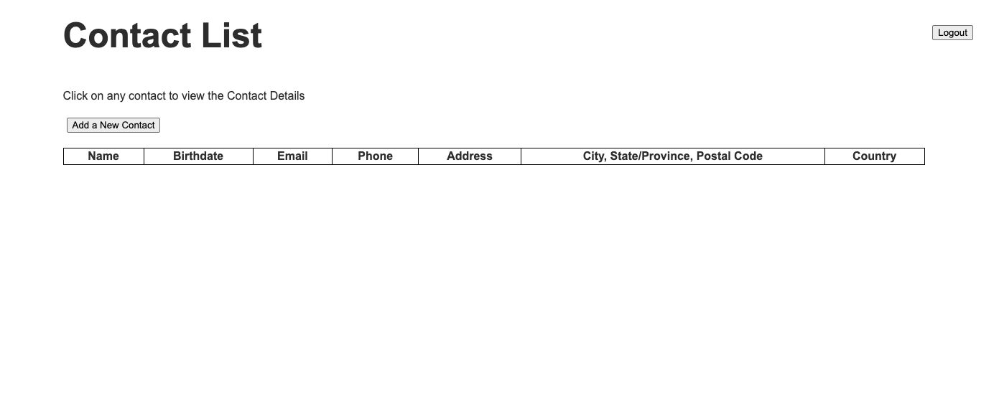 Contact List
Logout
Click on any contact to view the Contact Details
Add a New Contact
Name Birthdate Email Phone Address City, State/Province, Postal Code Country